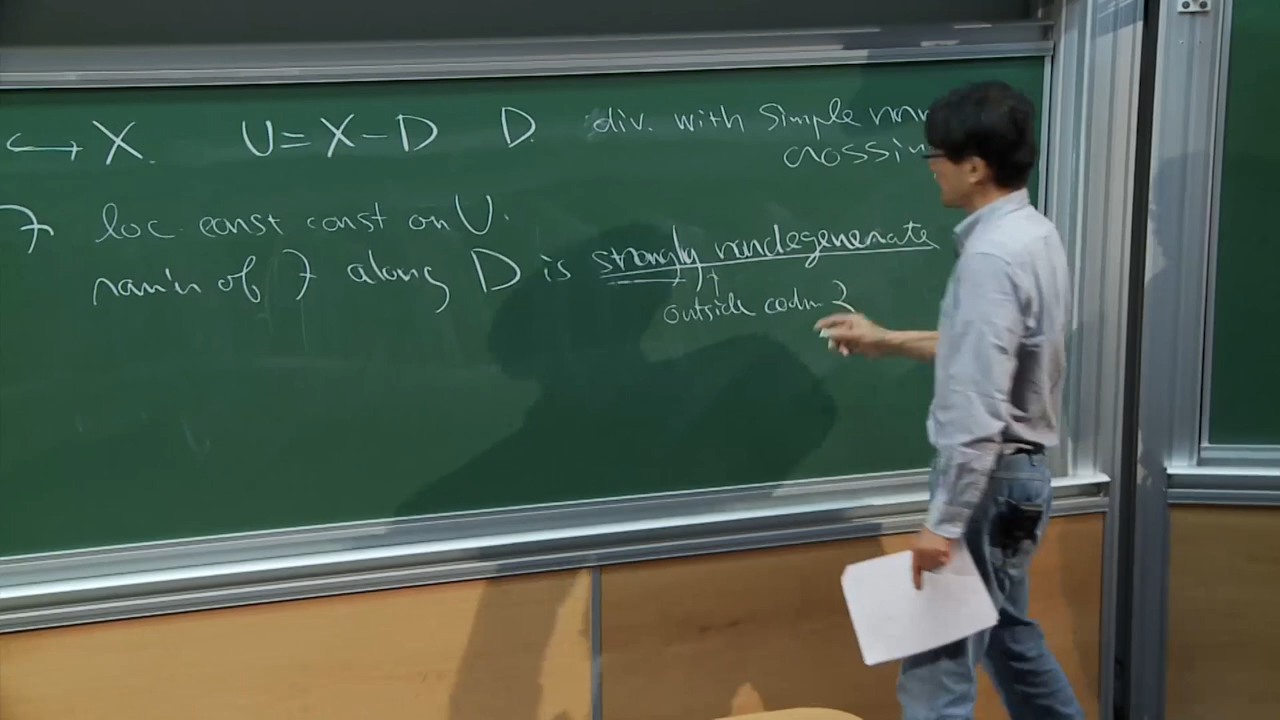 ↪ X. U = X - D D. div. with simple
crossin
F loc. const const on U.
ram'n of F along D is strongly nondegenerate
↑
outside codim 2